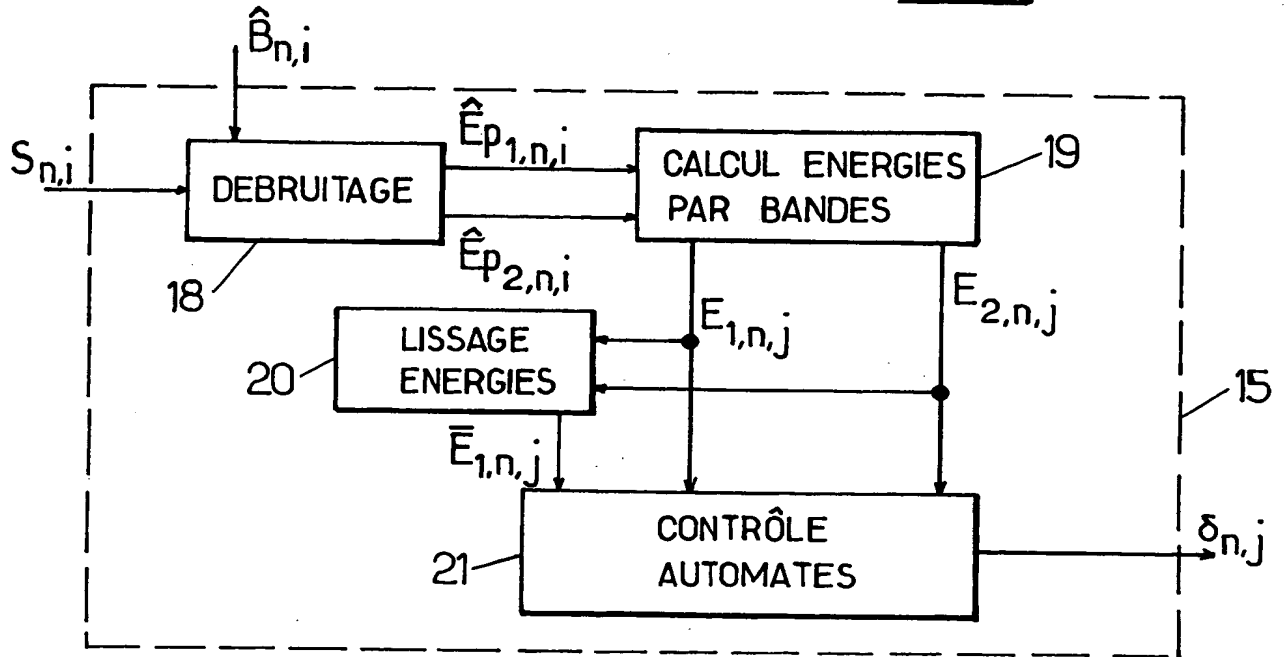 B̂n,i
Sn,i
DEBRUITAGE
18
Êp1,n,i
Êp2,n,i
CALCUL ENERGIES
PAR BANDES
19
E1,n,j
E2,n,j
LISSAGE
ENERGIES
20
15
E̅1,n,j
CONTRÔLE
AUTOMATES
21
δn,j